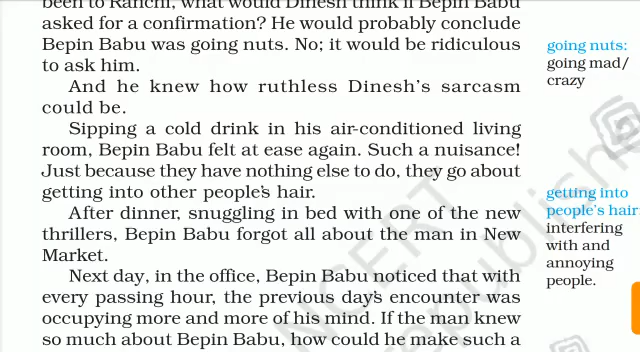 been to Ranchi, what would Dinesh think if Bepin Babu
asked for a confirmation? He would probably conclude
Bepin Babu was going nuts. No; it would be ridiculous
to ask him.
And he knew how ruthless Dinesh's sarcasm
could be.
Sipping a cold drink in his air-conditioned living
room, Bepin Babu felt at ease again. Such a nuisance!
Just because they have nothing else to do, they go about
getting into other people's hair.
After dinner, snuggling in bed with one of the new
thrillers, Bepin Babu forgot all about the man in New
Market.
Next day, in the office, Bepin Babu noticed that with
every passing hour, the previous day's encounter was
occupying more and more of his mind. If the man knew
so much about Bepin Babu, how could he make such a
going nuts:
going mad/
crazy
getting into
people's hair
interfering
with and
annoying
people.
NCERT
republishe